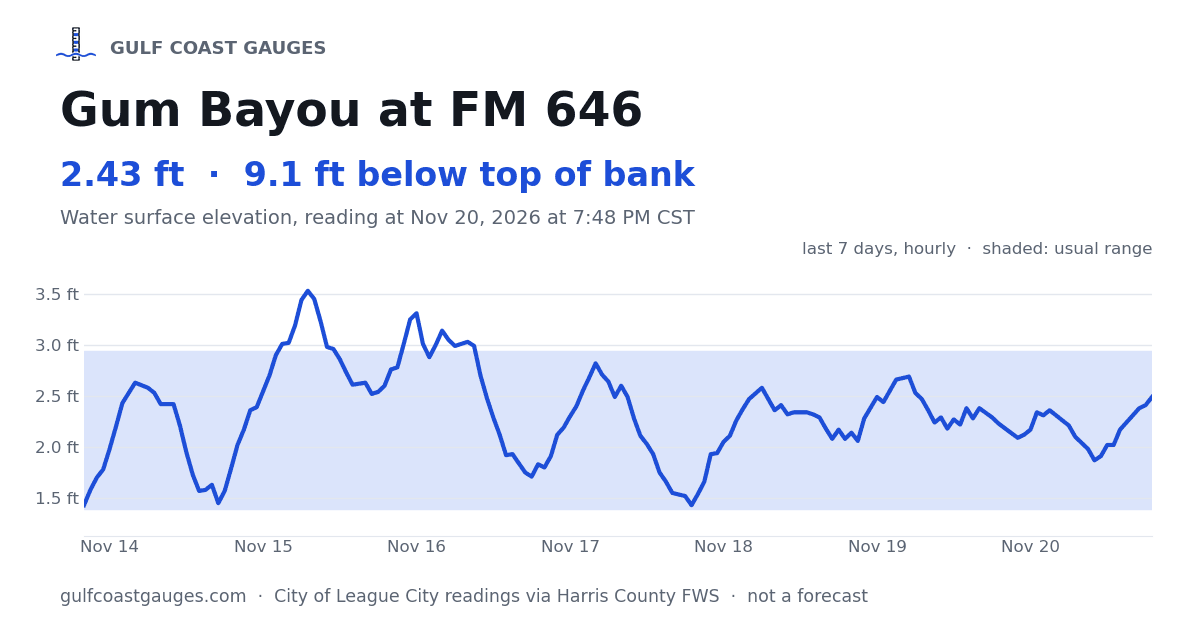 GULF COAST GAUGES
Gum Bayou at FM 646
2.43 ft · 9.1 ft below top of bank
Water surface elevation, reading at Nov 20, 2026 at 7:48 PM CST
last 7 days, hourly · shaded: usual range
3.5 ft
3.0 ft
2.5 ft
2.0 ft
1.5 ft
Nov 14 Nov 15 Nov 16 Nov 17 Nov 18 Nov 19 Nov 20
gulfcoastgauges.com · City of League City readings via Harris County FWS · not a forecast